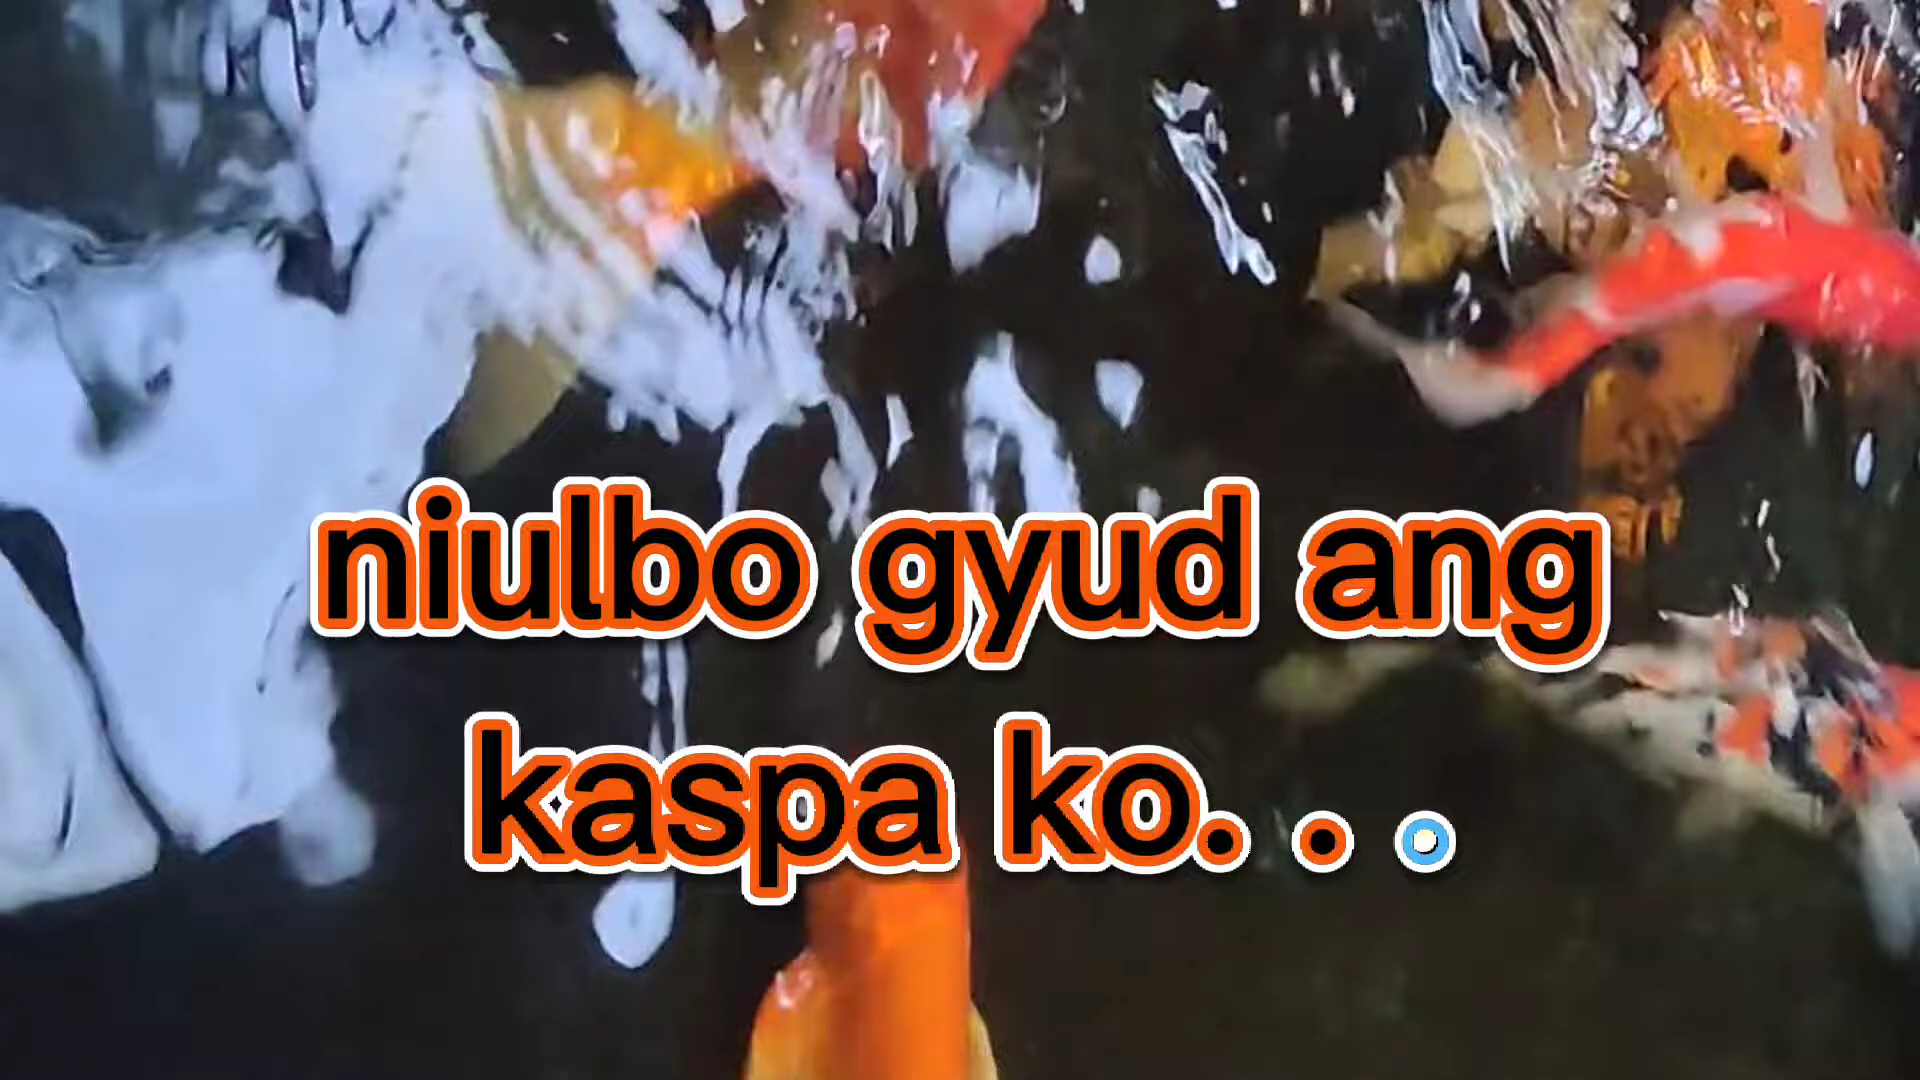 niulbo gyud ang
kaspa ko. . .